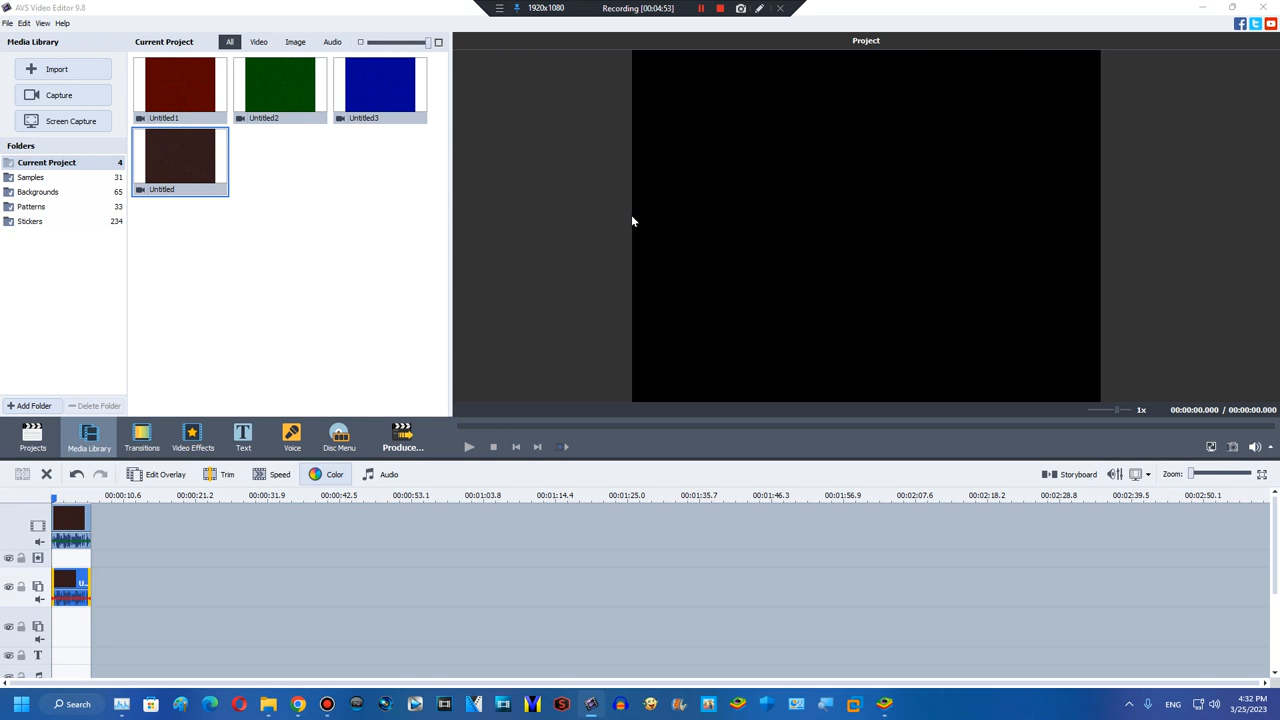 AVS Video Editor 9.8
1920x1080
Recording [00:04:53]
File Edit View Help
Media Library
Current Project
All
Video
Image
Audio
Project
Import
Capture
Screen Capture
Untitled1
Untitled2
Untitled3
Untitled
Folders
Current Project 4
Samples 31
Backgrounds 65
Patterns 33
Stickers 234
Add Folder
Delete Folder
1x
00:00:00.000 / 00:00:00.000
Projects
Media Library
Transitions
Video Effects
Text
Voice
Disc Menu
Produce...
Edit Overlay
Trim
Speed
Color
Audio
Storyboard
Zoom:
00:00:10.6 00:00:21.2 00:00:31.9 00:00:42.5 00:00:53.1 00:01:03.8 00:01:14.4 00:01:25.0 00:01:35.7 00:01:46.3 00:01:56.9 00:02:07.6 00:02:18.2 00:02:28.8 00:02:39.5 00:02:50.1
U...
T
Search
ENG
4:32 PM
3/25/2023